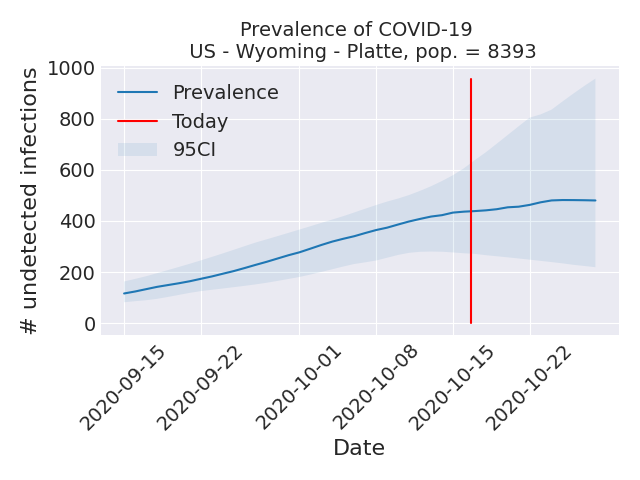 Prevalence of COVID-19
US - Wyoming - Platte, pop. = 8393
# undetected infections
1000
800
600
400
200
0
Prevalence
Today
95CI
2020-09-15
2020-09-22
2020-10-01
2020-10-08
2020-10-15
2020-10-22
Date